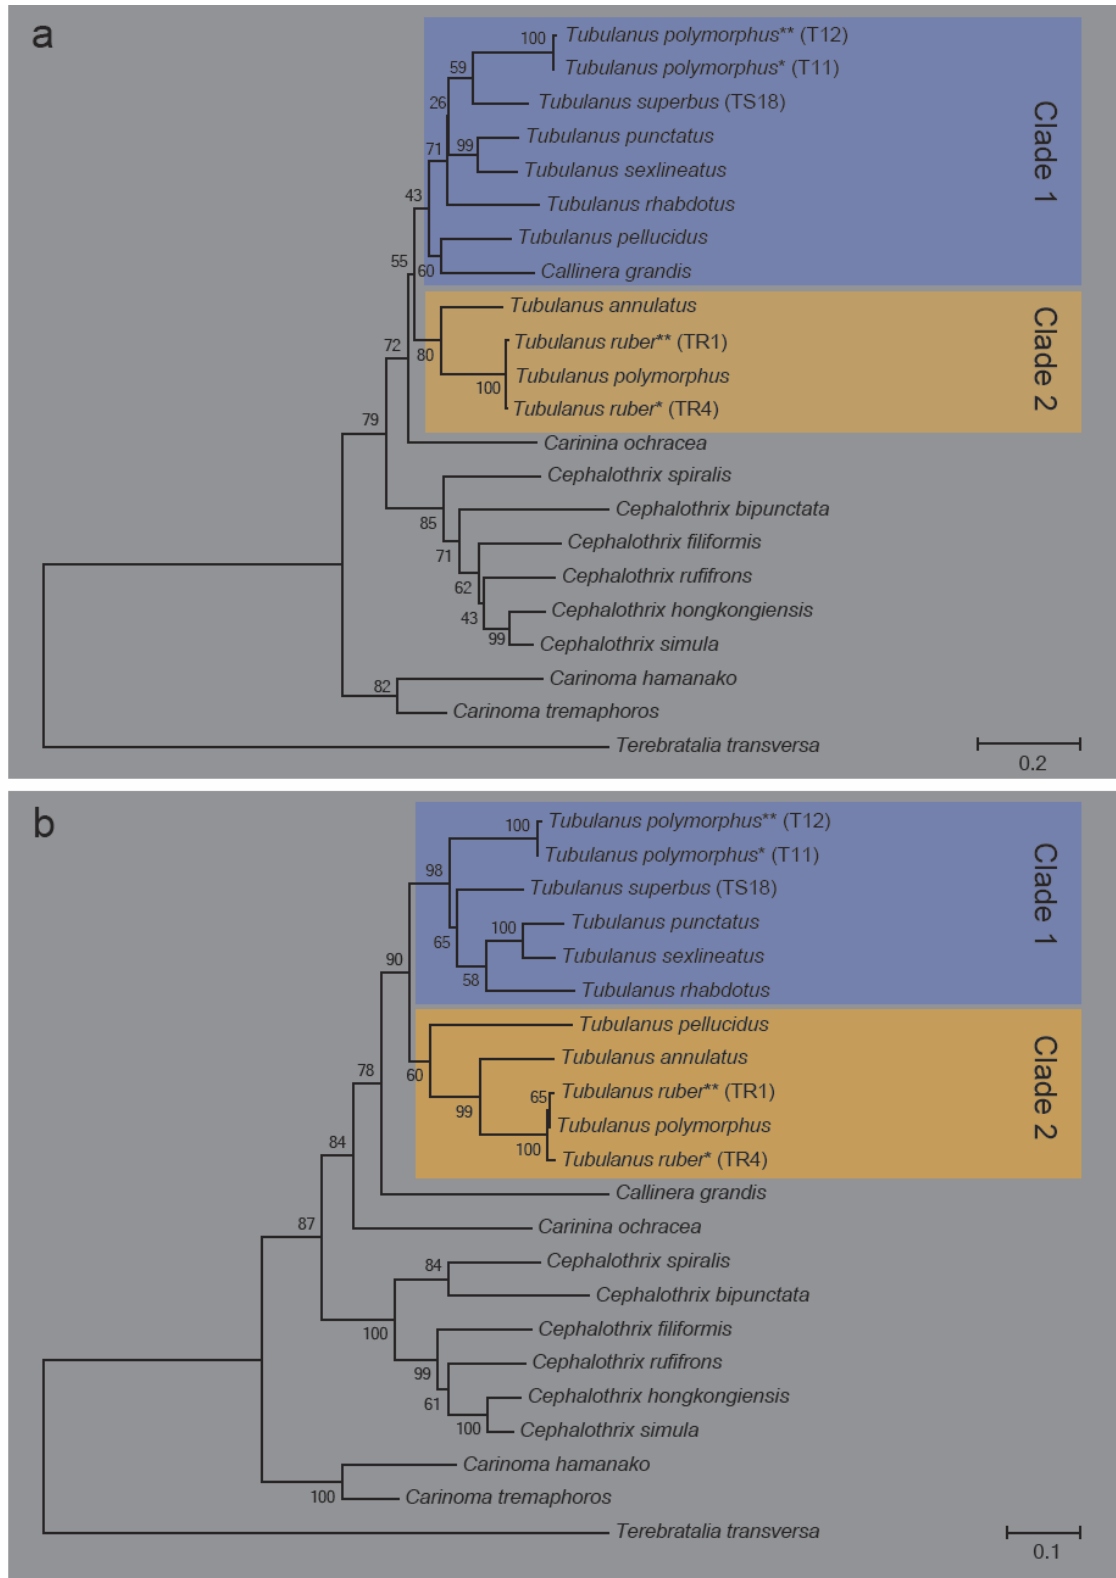 a
100 Tubulanus polymorphus** (T12)
Tubulanus polymorphus* (T11)
59
Tubulanus superbus (TS18)
26
Tubulanus punctatus
71 99
Tubulanus sexlineatus
43
Tubulanus rhabdotus
Tubulanus pellucidus
55 60
Callinera grandis
Clade 1
Tubulanus annulatus
Tubulanus ruber** (TR1)
72 80
Tubulanus polymorphus
100
Tubulanus ruber* (TR4)
Clade 2
79
Carinina ochracea
Cephalothrix spiralis
Cephalothrix bipunctata
85
Cephalothrix filiformis
71
Cephalothrix rufifrons
62
Cephalothrix hongkongiensis
43
99 Cephalothrix simula
Carinoma hamanako
82
Carinoma tremaphoros
Terebratalia transversa
0.2
b
100 Tubulanus polymorphus** (T12)
Tubulanus polymorphus* (T11)
98
Tubulanus superbus (TS18)
100 Tubulanus punctatus
65
Tubulanus sexlineatus
90 58
Tubulanus rhabdotus
Clade 1
Tubulanus pellucidus
Tubulanus annulatus
78 60
65 Tubulanus ruber** (TR1)
99
Tubulanus polymorphus
84 100
Tubulanus ruber* (TR4)
Clade 2
Callinera grandis
87
Carinina ochracea
84 Cephalothrix spiralis
Cephalothrix bipunctata
100
Cephalothrix filiformis
99
Cephalothrix rufifrons
61
Cephalothrix hongkongiensis
100 Cephalothrix simula
Carinoma hamanako
100
Carinoma tremaphoros
Terebratalia transversa
0.1